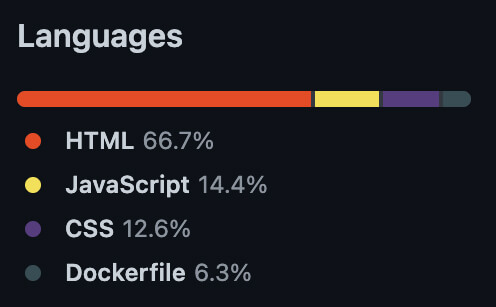 Languages
HTML 66.7%
JavaScript 14.4%
CSS 12.6%
Dockerfile 6.3%